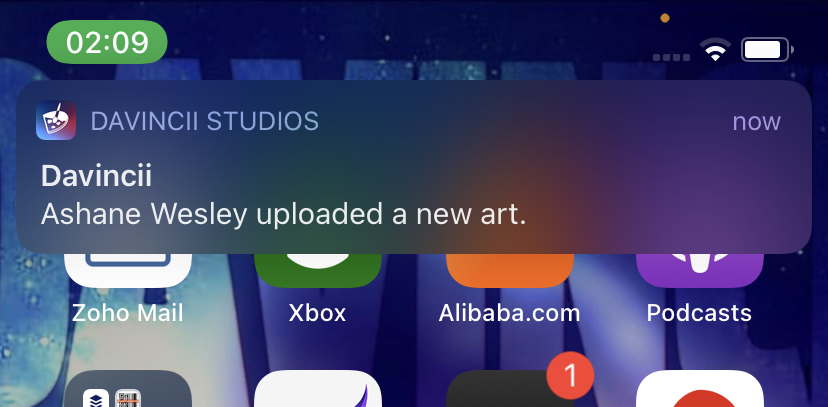 02:09
DAVINCII STUDIOS
now
Davincii
Ashane Wesley uploaded a new art.
Zoho Mail
Xbox
Alibaba.com
Podcasts
1